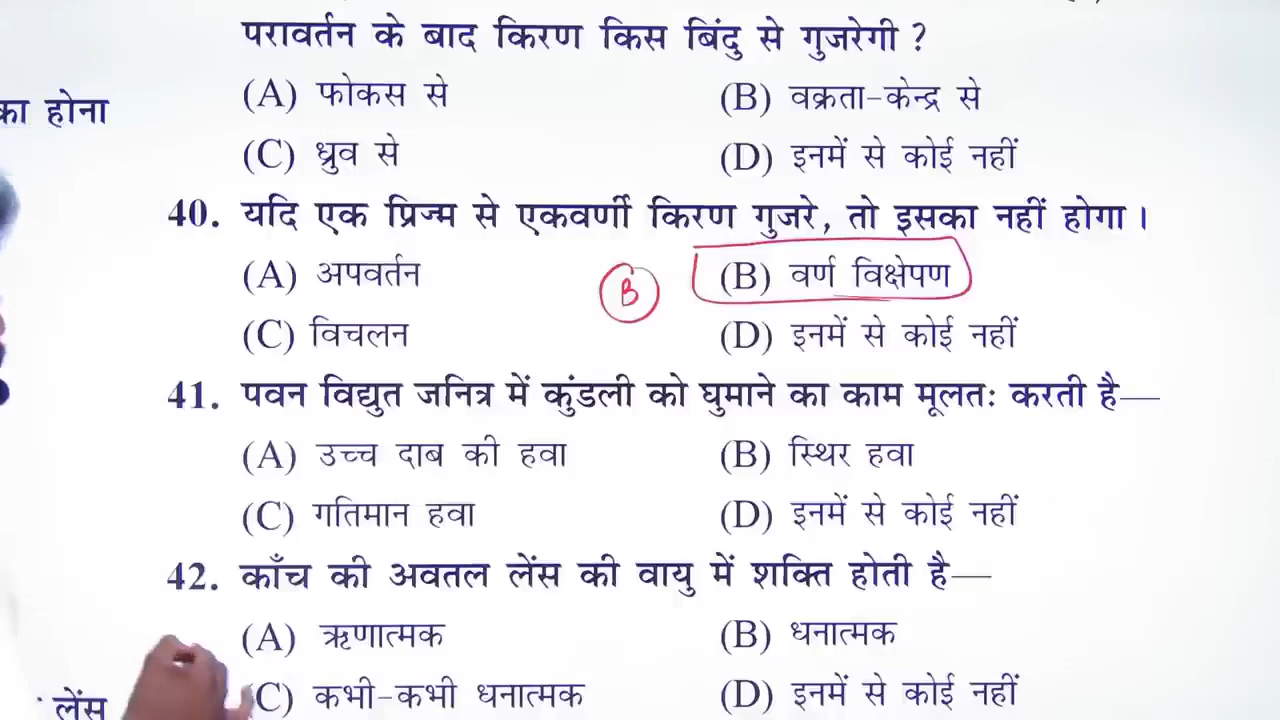 परावर्तन के बाद किरण किस बिंदु से गुजरेगी ?
(A) फोकस से (B) वक्रता-केन्द्र से
का होना
(C) ध्रुव से (D) इनमें से कोई नहीं
40. यदि एक प्रिज्म से एकवर्णी किरण गुजरे, तो इसका नहीं होगा ।
(A) अपवर्तन B (B) वर्ण विक्षेपण
(C) विचलन (D) इनमें से कोई नहीं
41. पवन विद्युत जनित्र में कुंडली को घुमाने का काम मूलतः करती है—
(A) उच्च दाब की हवा (B) स्थिर हवा
(C) गतिमान हवा (D) इनमें से कोई नहीं
42. काँच की अवतल लेंस की वायु में शक्ति होती है—
(A) ऋणात्मक (B) धनात्मक
(C) कभी-कभी धनात्मक (D) इनमें से कोई नहीं
लेंस